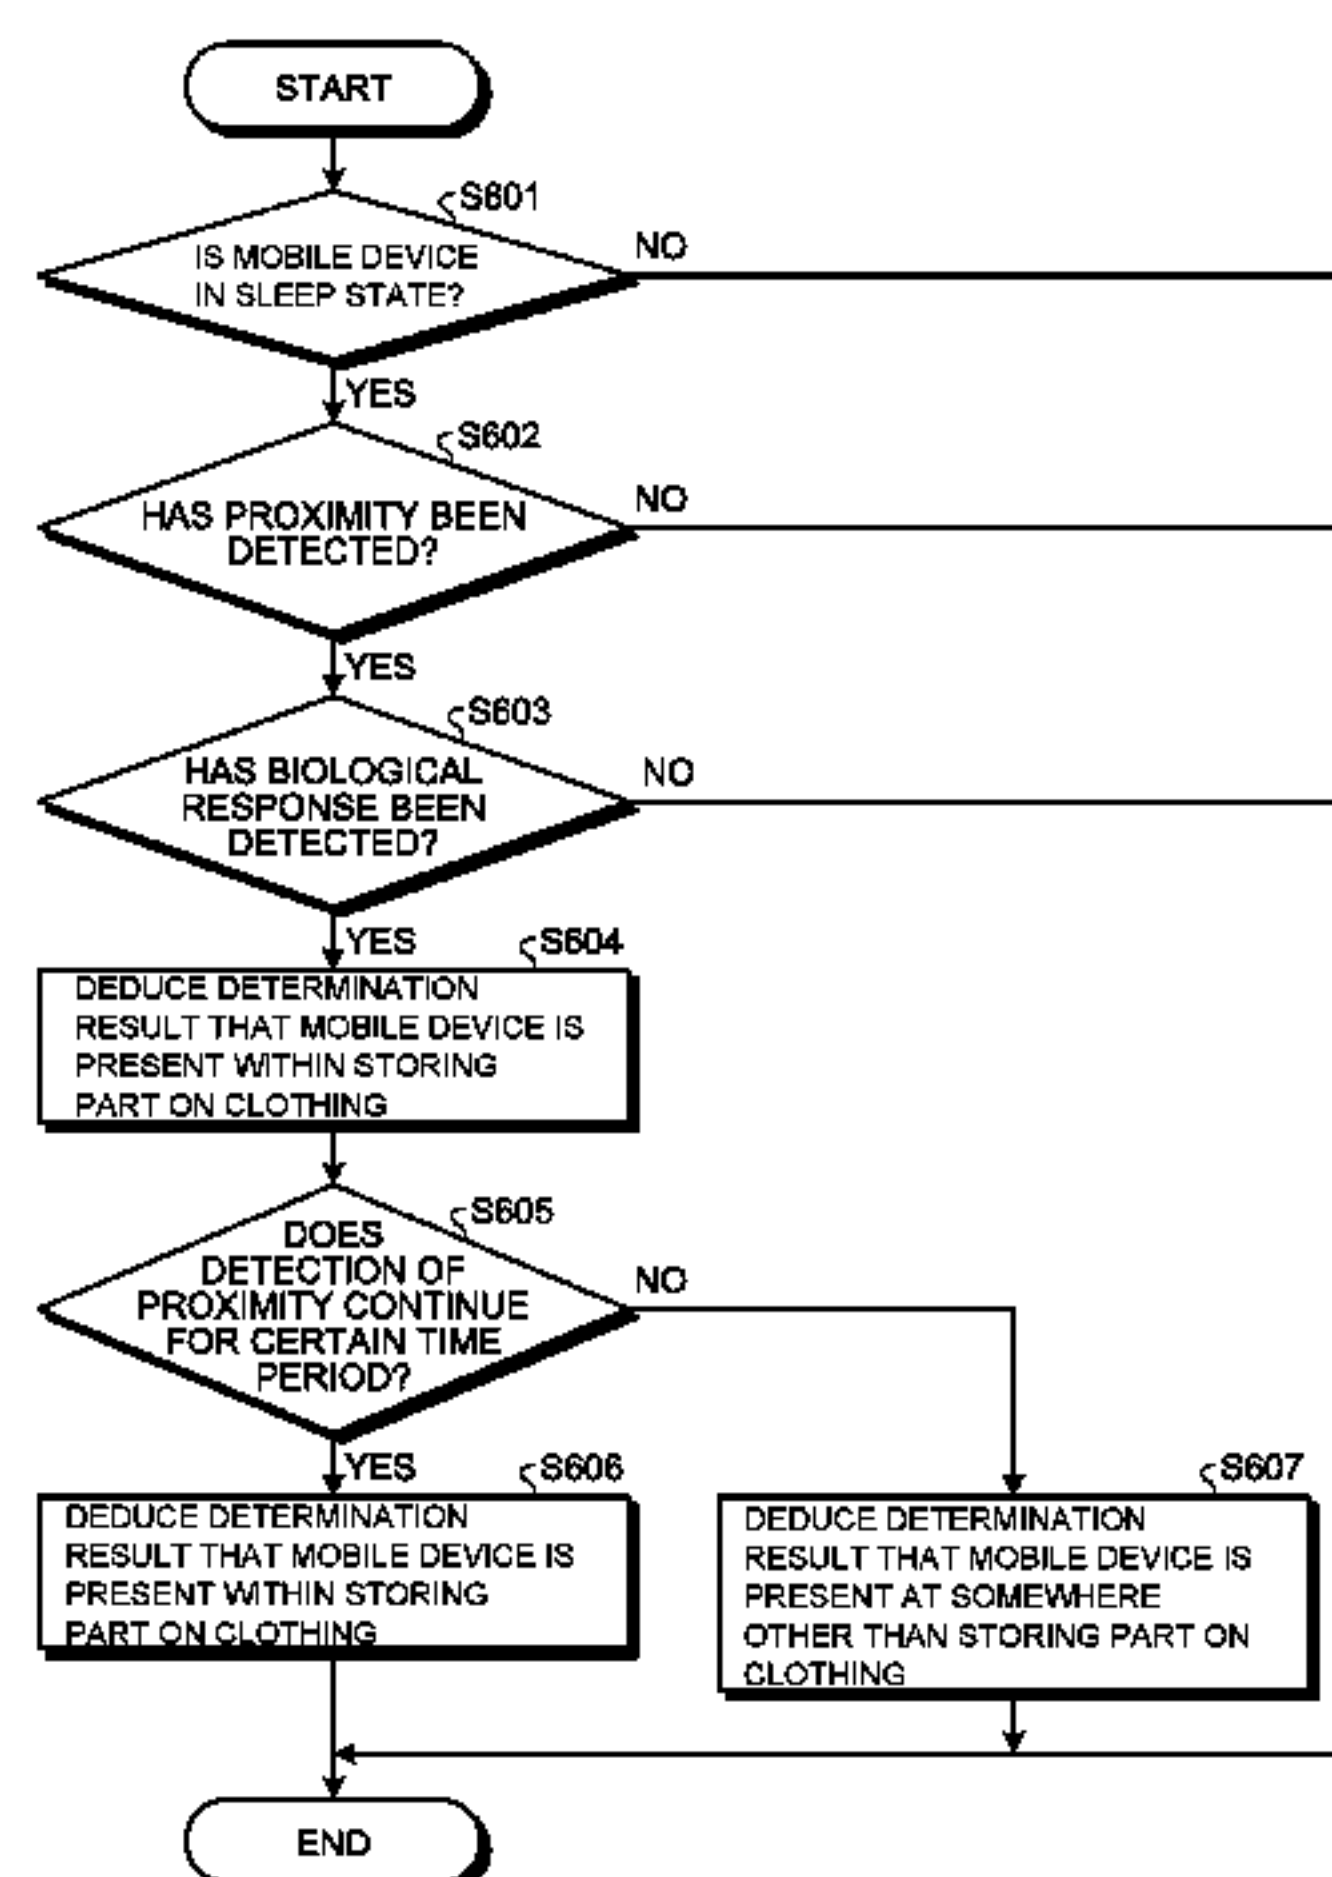 START
S601
IS MOBILE DEVICE
IN SLEEP STATE?
NO
YES
S602
HAS PROXIMITY BEEN
DETECTED?
NO
YES
S603
HAS BIOLOGICAL
RESPONSE BEEN
DETECTED?
NO
YES
S604
DEDUCE DETERMINATION
RESULT THAT MOBILE DEVICE IS
PRESENT WITHIN STORING
PART ON CLOTHING
S605
DOES
DETECTION OF
PROXIMITY CONTINUE
FOR CERTAIN TIME
PERIOD?
NO
YES
S606
DEDUCE DETERMINATION
RESULT THAT MOBILE DEVICE IS
PRESENT WITHIN STORING
PART ON CLOTHING
S607
DEDUCE DETERMINATION
RESULT THAT MOBILE DEVICE IS
PRESENT AT SOMEWHERE
OTHER THAN STORING PART ON
CLOTHING
END